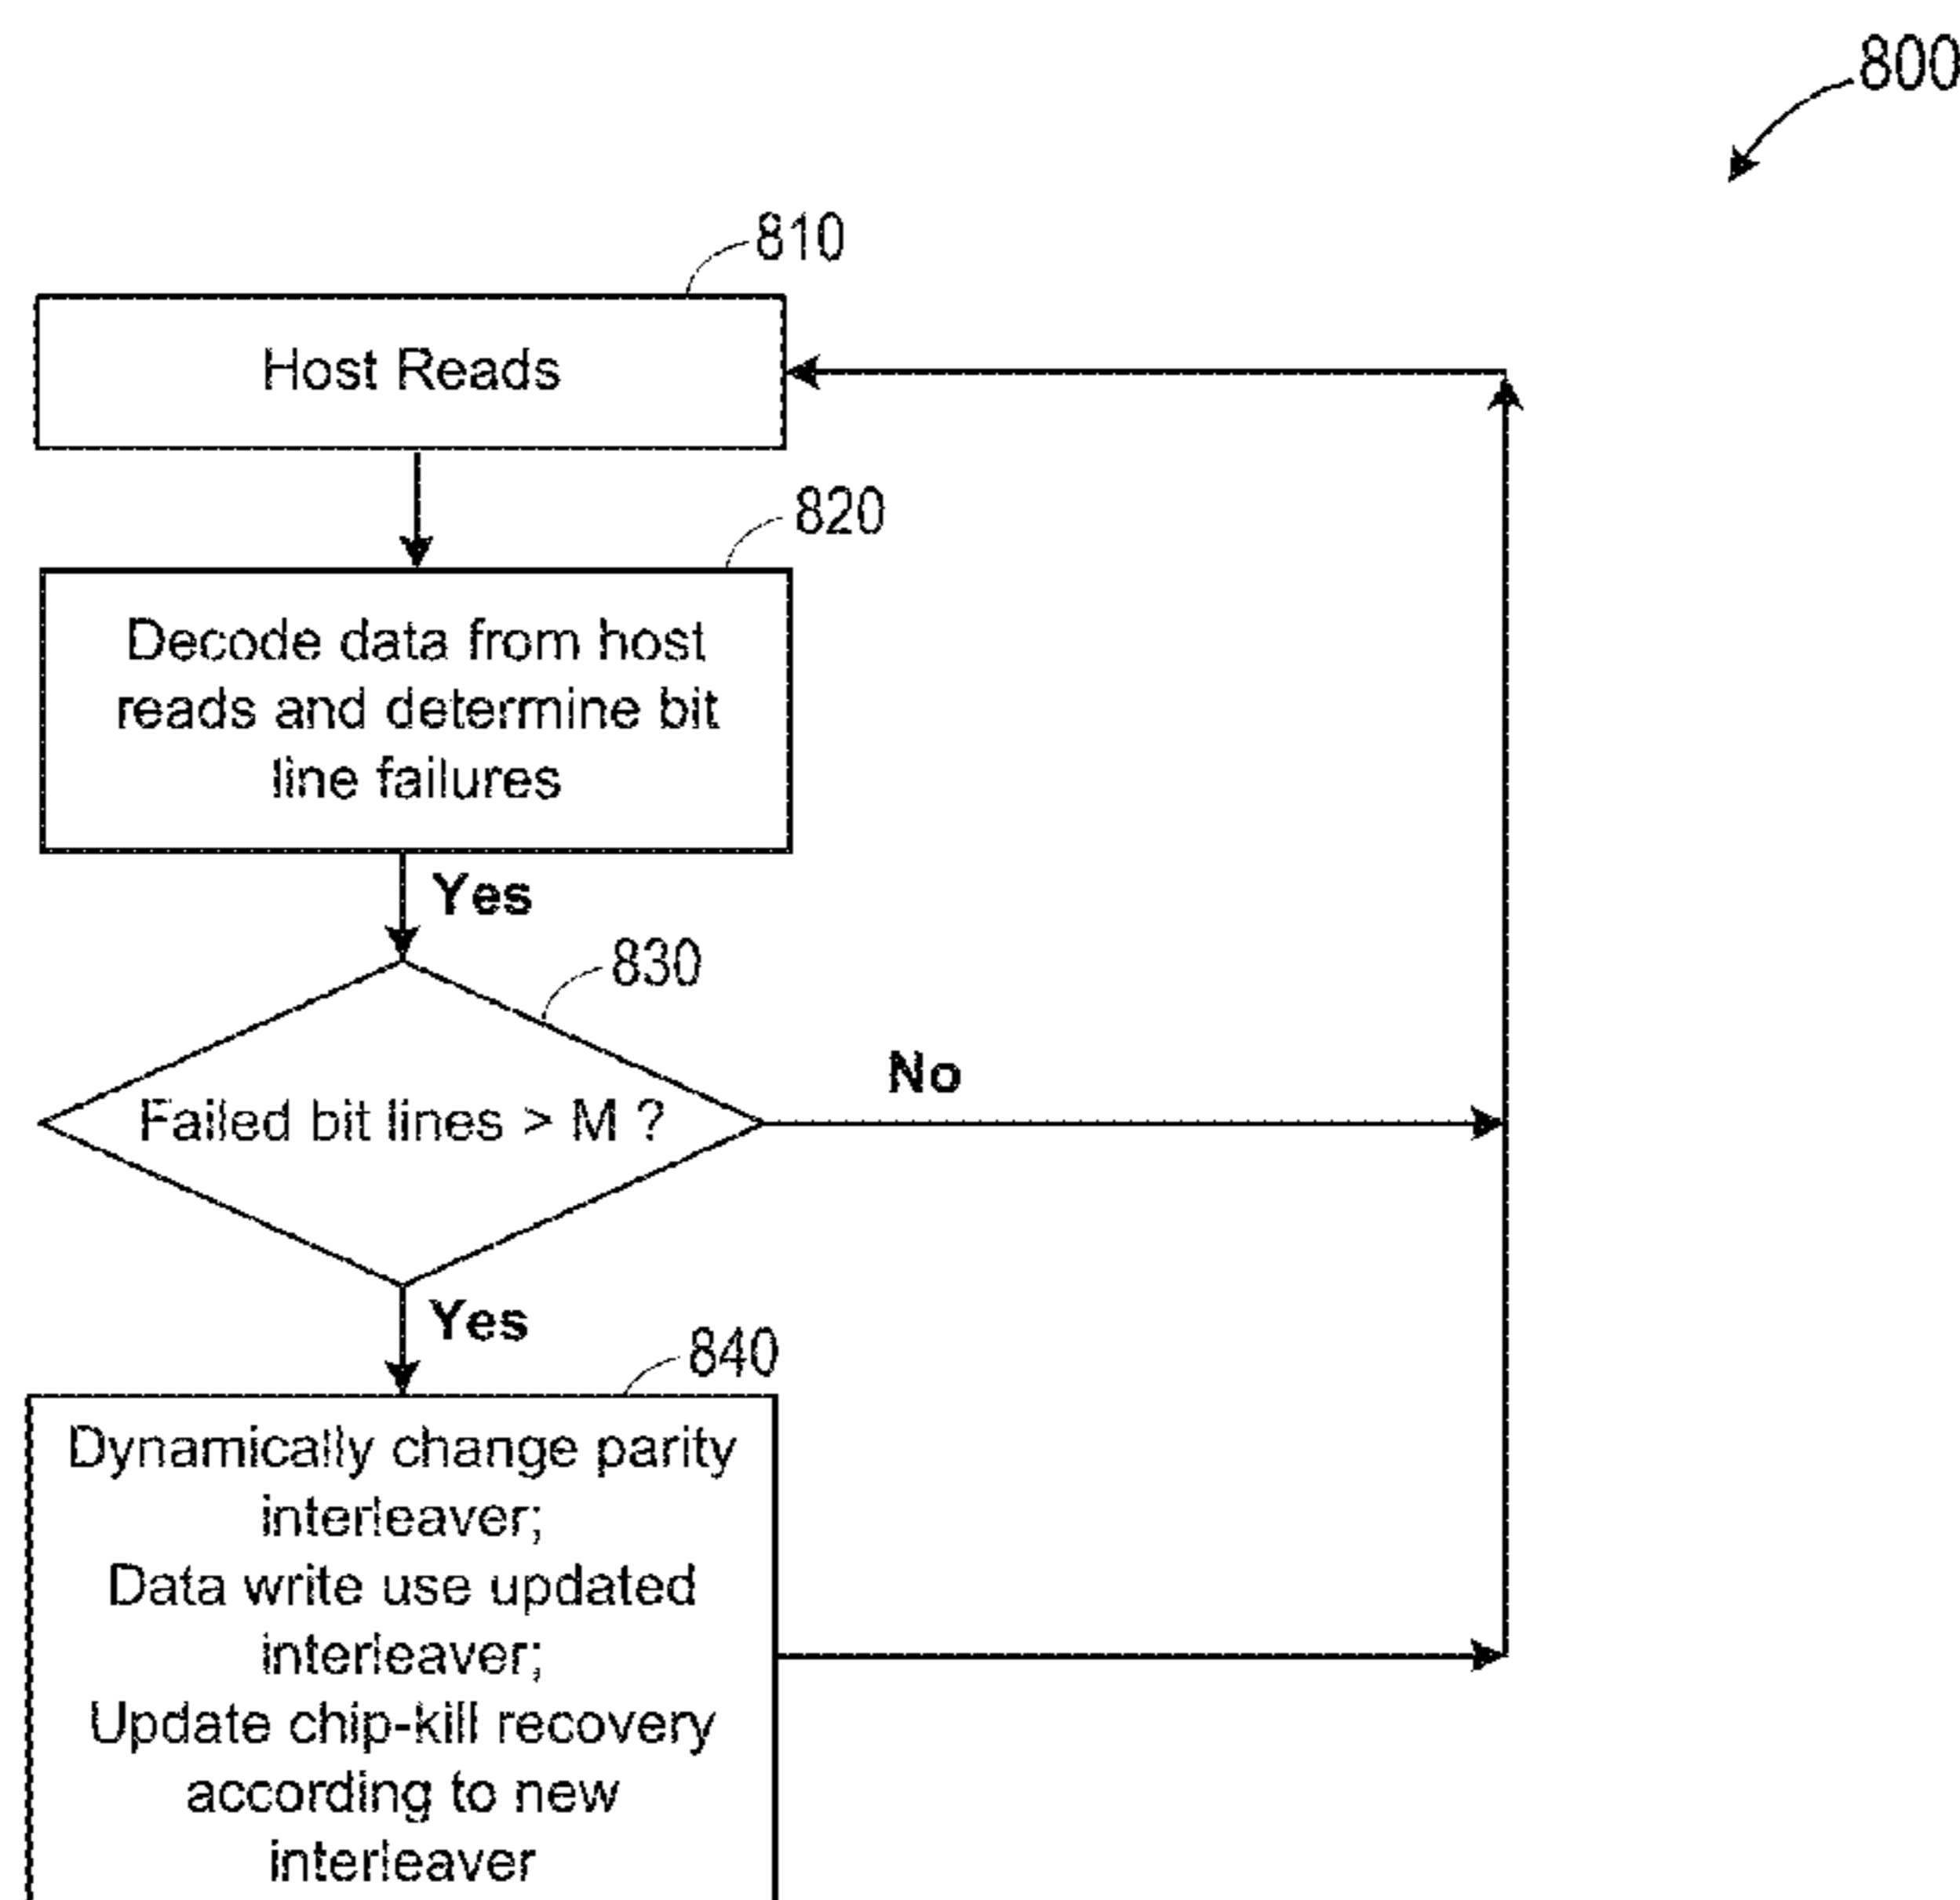 800
810
Host Reads
820
Decode data from host
reads and determine bit
line failures
Yes
830
Failed bit lines > M ?
No
Yes
840
Dynamically change parity
interleaver;
Data write use updated
interleaver;
Update chip-kill recovery
according to new
interleaver